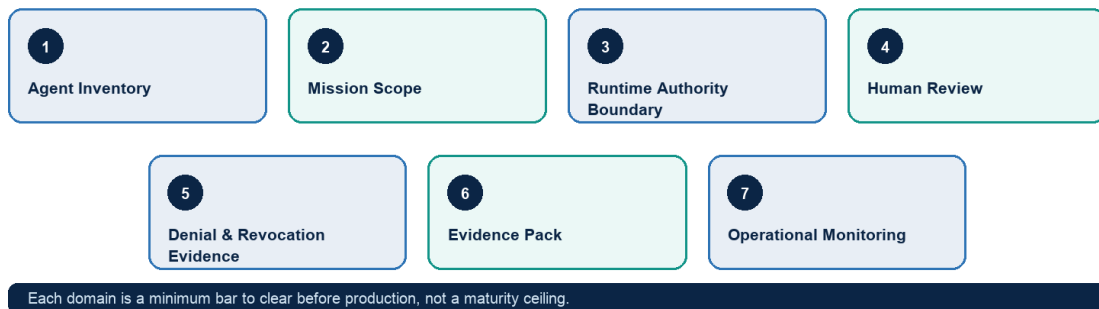 1
2
3
4
Agent Inventory
Mission Scope
Runtime Authority
Boundary
Human Review
5
6
7
Denial & Revocation
Evidence
Evidence Pack
Operational Monitoring
Each domain is a minimum bar to clear before production, not a maturity ceiling.